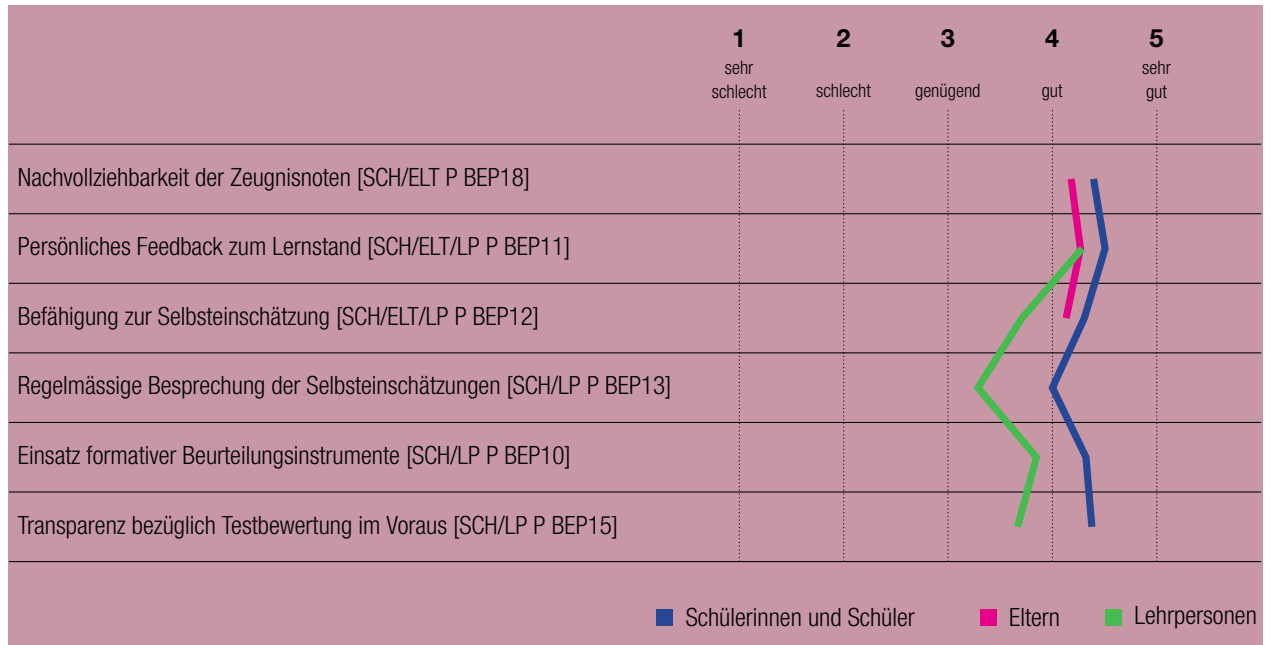 1 2 3 4 5
sehr schlecht schlecht genügend gut sehr gut
Nachvollziehbarkeit der Zeugnisnoten [SCH/ELT P BEP18]
Persönliches Feedback zum Lernstand [SCH/ELT/LP P BEP11]
Befähigung zur Selbsteinschätzung [SCH/ELT/LP P BEP12]
Regelmässige Besprechung der Selbsteinschätzungen [SCH/LP P BEP13]
Einsatz formativer Beurteilungsinstrumente [SCH/LP P BEP10]
Transparenz bezüglich Testbewertung im Voraus [SCH/LP P BEP15]
Schülerinnen und Schüler Eltern Lehrpersonen